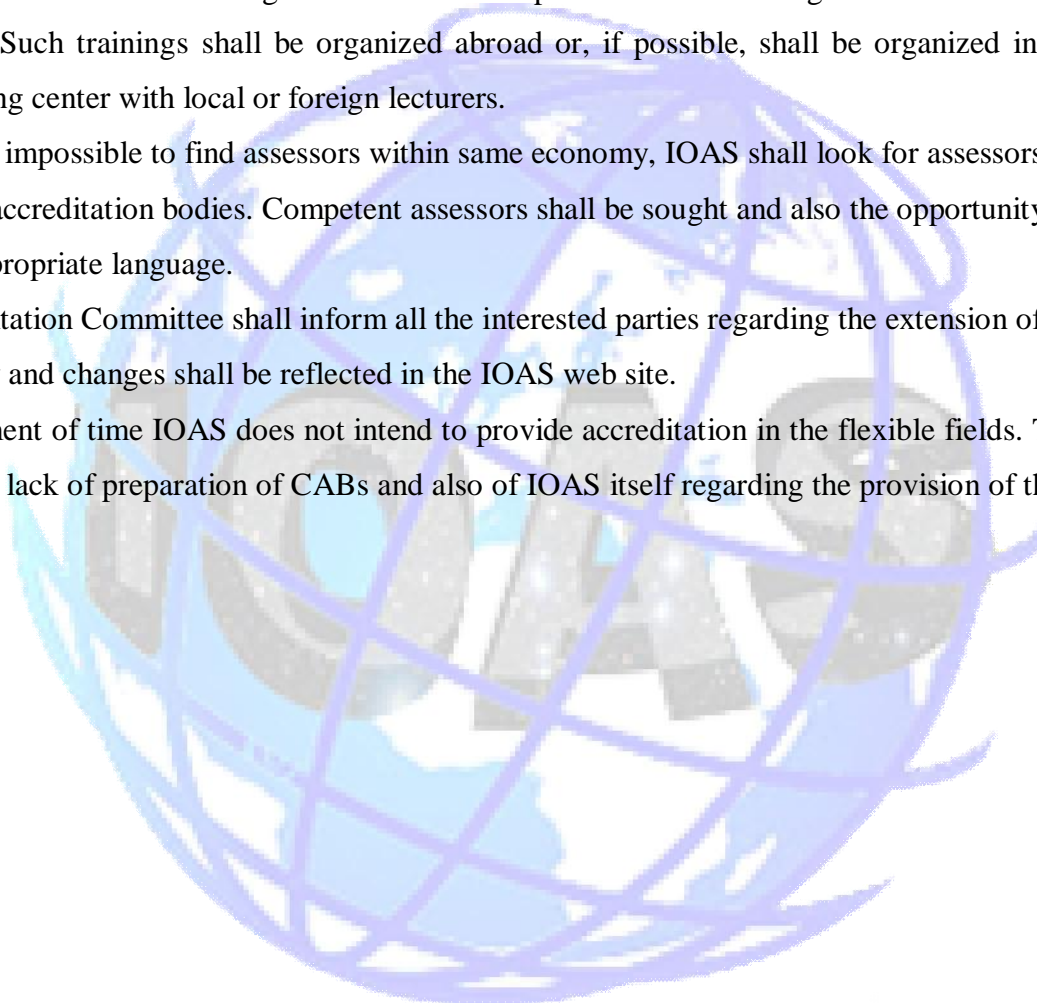 Such trainings shall be organized abroad or, if possible, shall be organized in
ng center with local or foreign lecturers.
impossible to find assessors within same economy, IOAS shall look for assessors
accreditation bodies. Competent assessors shall be sought and also the opportunity
propriate language.
tation Committee shall inform all the interested parties regarding the extension of
and changes shall be reflected in the IOAS web site.
nent of time IOAS does not intend to provide accreditation in the flexible fields.
lack of preparation of CABs and also of IOAS itself regarding the provision of
IOAS